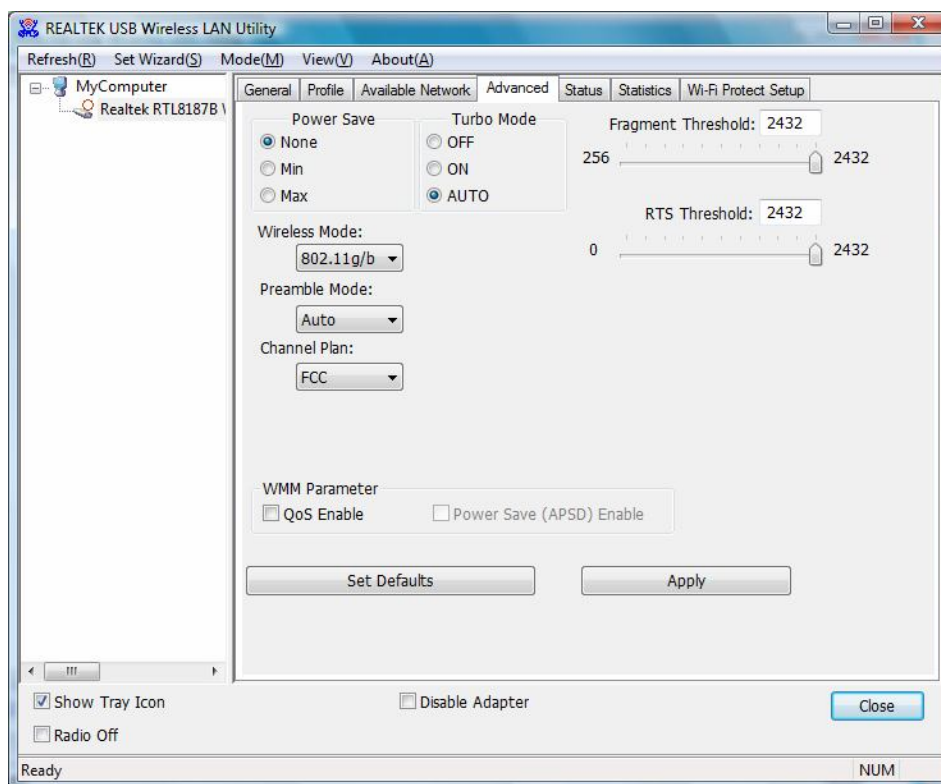 REALTEK USB Wireless LAN Utility
Refresh(R) Set Wizard(S) Mode(M) View(V) About(A)
MyComputer
Realtek RTL8187B
General Profile Available Network Advanced Status Statistics Wi-Fi Protect Setup
Power Save
None
Min
Max
Turbo Mode
OFF
ON
AUTO
Fragment Threshold: 2432
256 2432
RTS Threshold: 2432
0 2432
Wireless Mode:
802.11g/b
Preamble Mode:
Auto
Channel Plan:
FCC
WMM Parameter
QoS Enable Power Save (APSD) Enable
Set Defaults Apply
Show Tray Icon Disable Adapter Close
Radio Off
Ready NUM